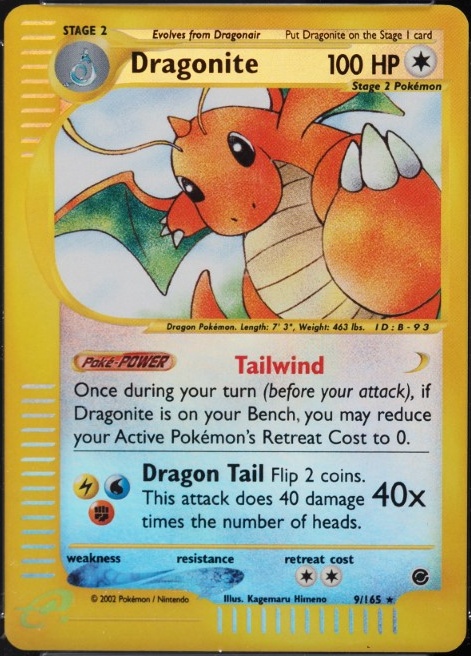 STAGE 2
Evolves from Dragonair
Put Dragonite on the Stage 1 card
Dragonite
100 HP
Stage 2 Pokémon
Dragon Pokémon. Length: 7' 3", Weight: 463 lbs. ID: B-93
Poké-POWER
Tailwind
Once during your turn (before your attack), if
Dragonite is on your Bench, you may reduce
your Active Pokémon's Retreat Cost to 0.
Dragon Tail Flip 2 coins.
This attack does 40 damage
times the number of heads.
40x
weakness
resistance
retreat cost
© 2002 Pokémon / Nintendo
Illus. Kagemaru Himeno
9/165 ★